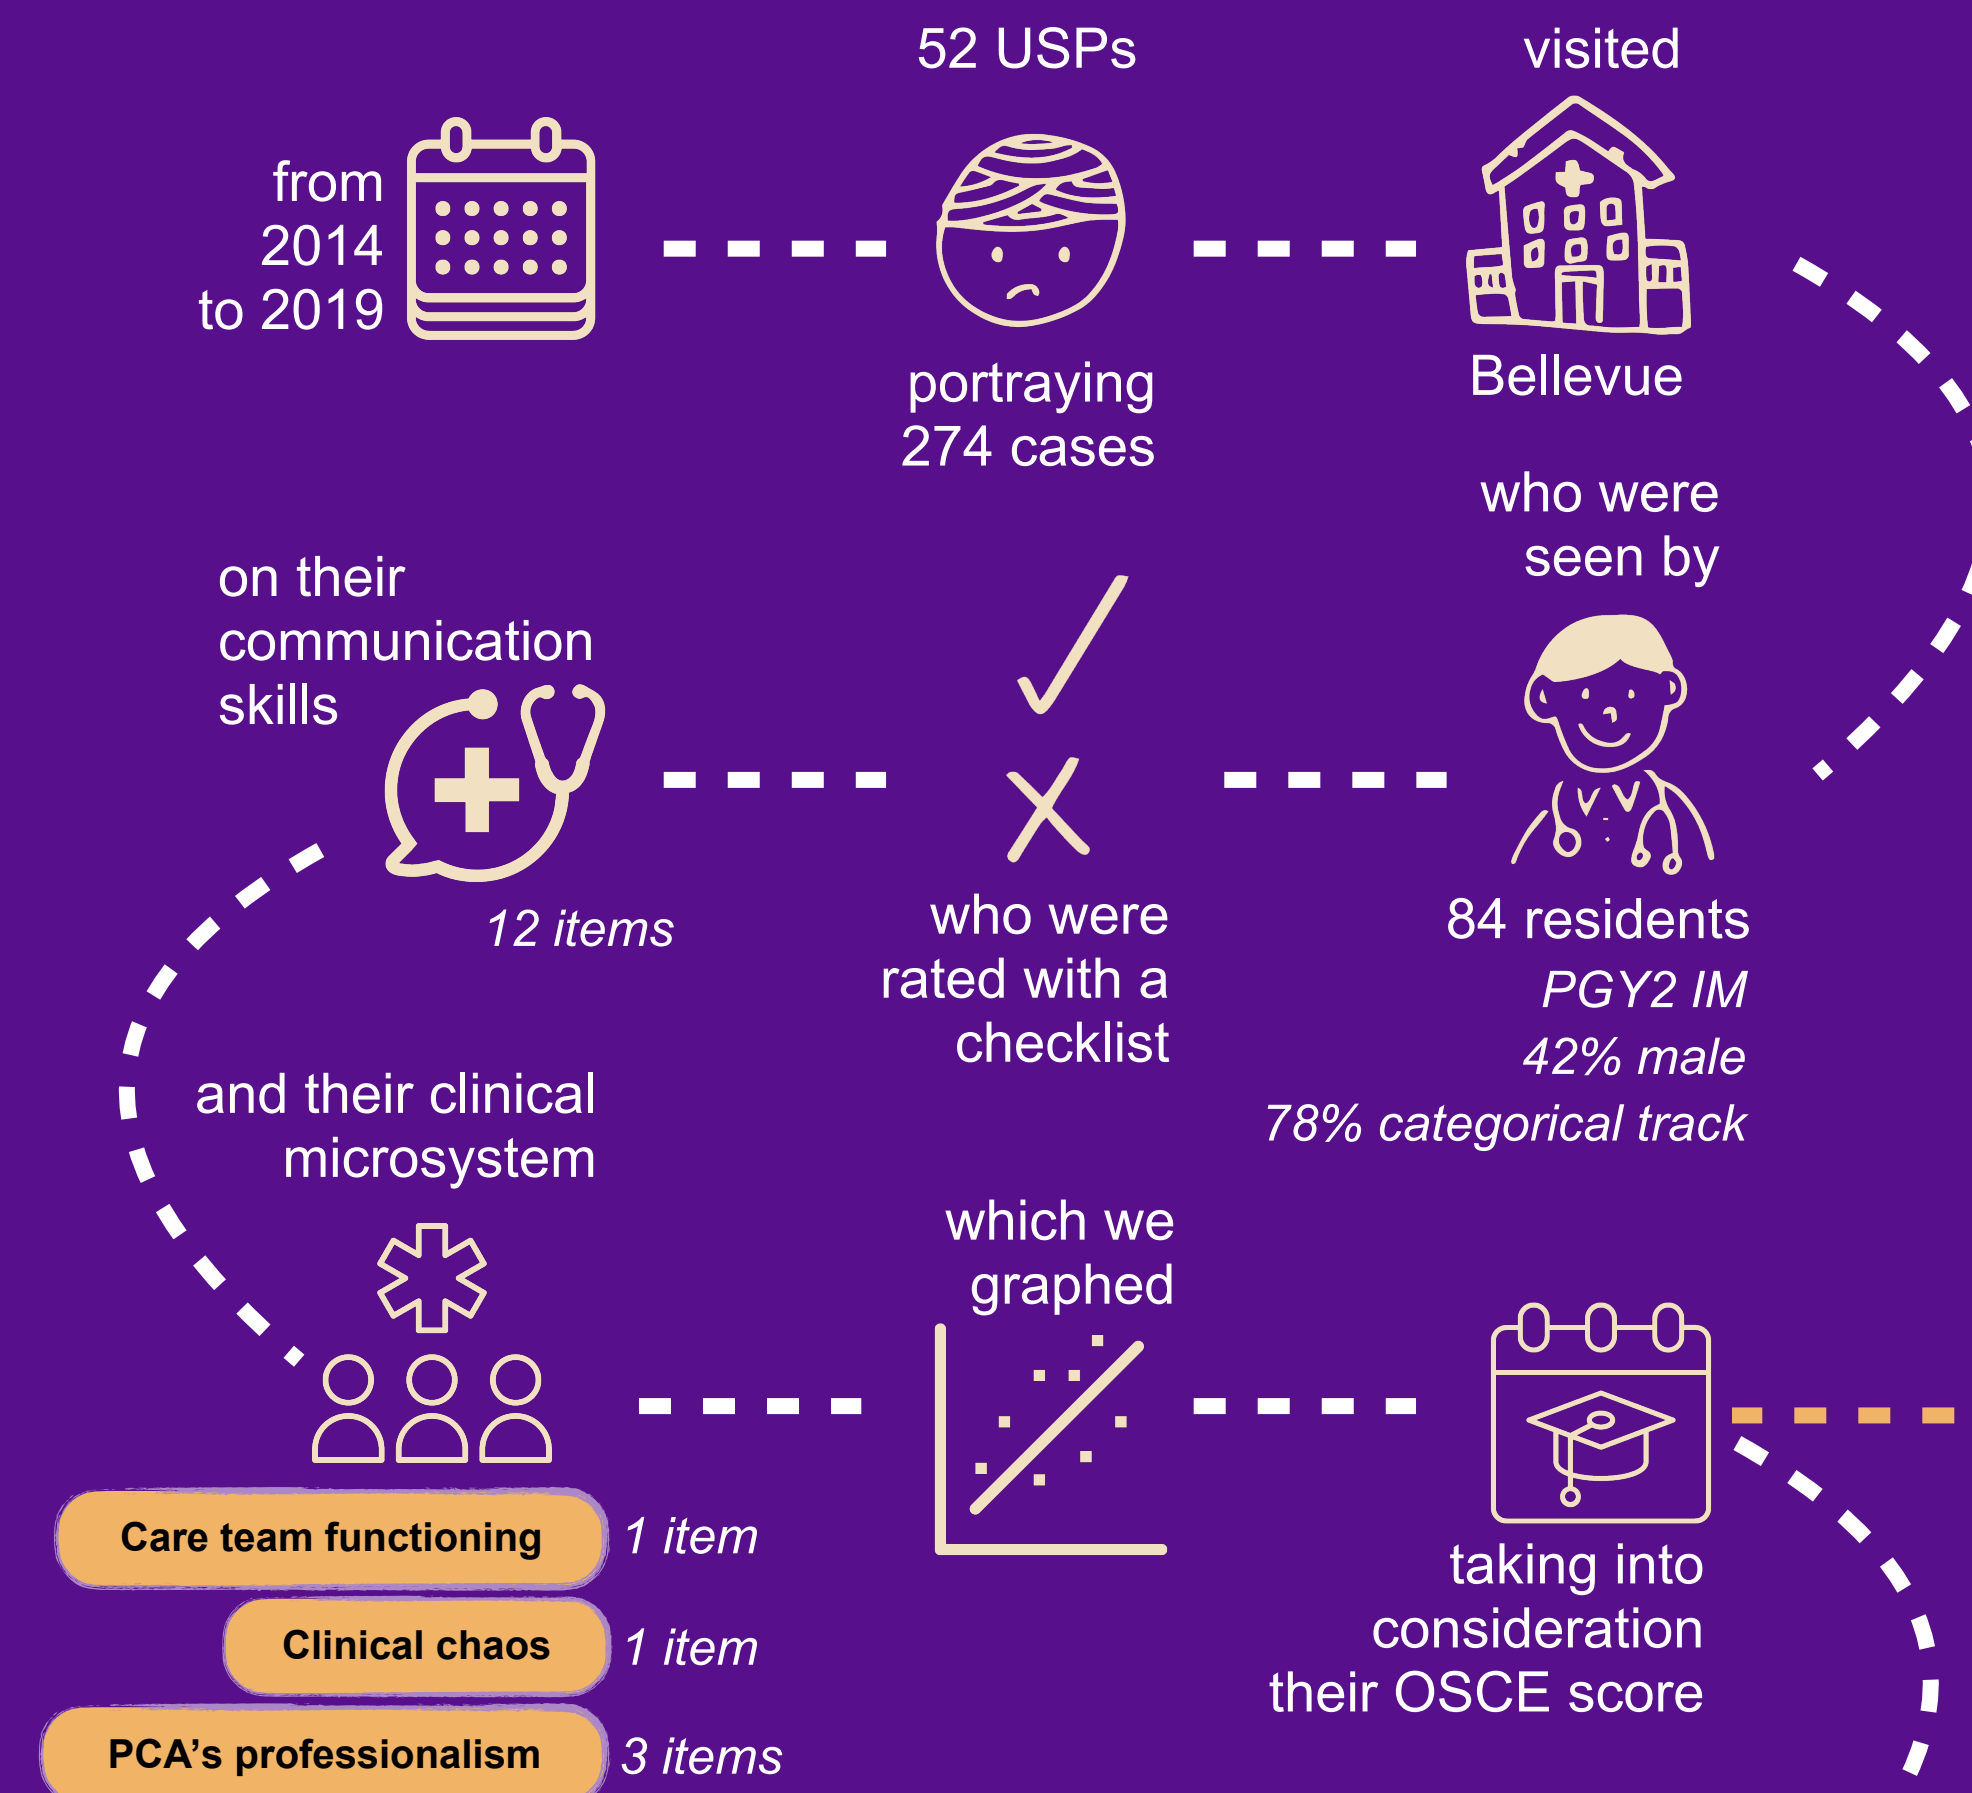 from
2014
to 2019
52 USPs
portraying
274 cases
visited
Bellevue
who were
seen by
84 residents
PGY2 IM
42% male
78% categorical track
who were
rated with a
checklist
on their
communication
skills
12 items
and their clinical
microsystem
Care team functioning
1 item
Clinical chaos
1 item
PCA’s professionalism
3 items
which we
graphed
taking into
consideration
their OSCE score